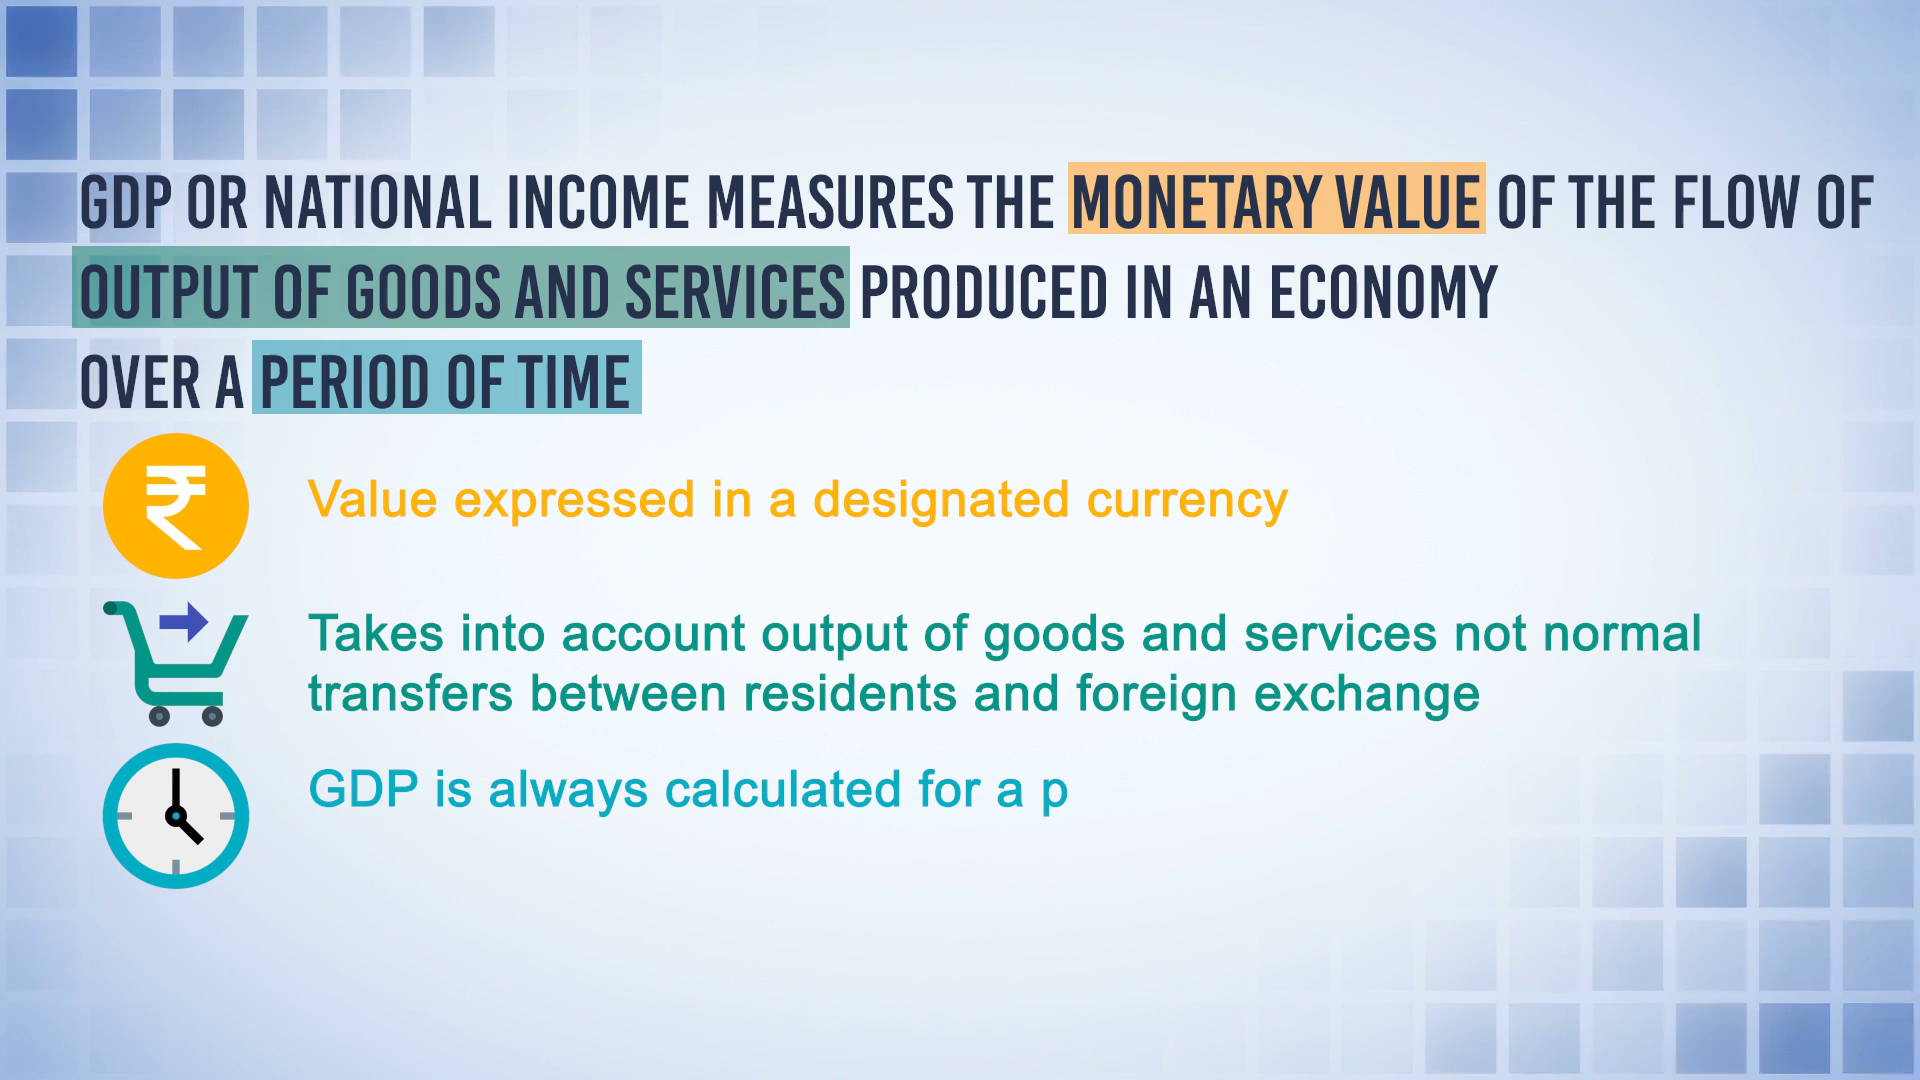 GDP OR NATIONAL INCOME MEASURES THE MONETARY VALUE OF THE FLOW OF
OUTPUT OF GOODS AND SERVICES PRODUCED IN AN ECONOMY
OVER A PERIOD OF TIME
₹
Value expressed in a designated currency
Takes into account output of goods and services not normal
transfers between residents and foreign exchange
GDP is always calculated for a p